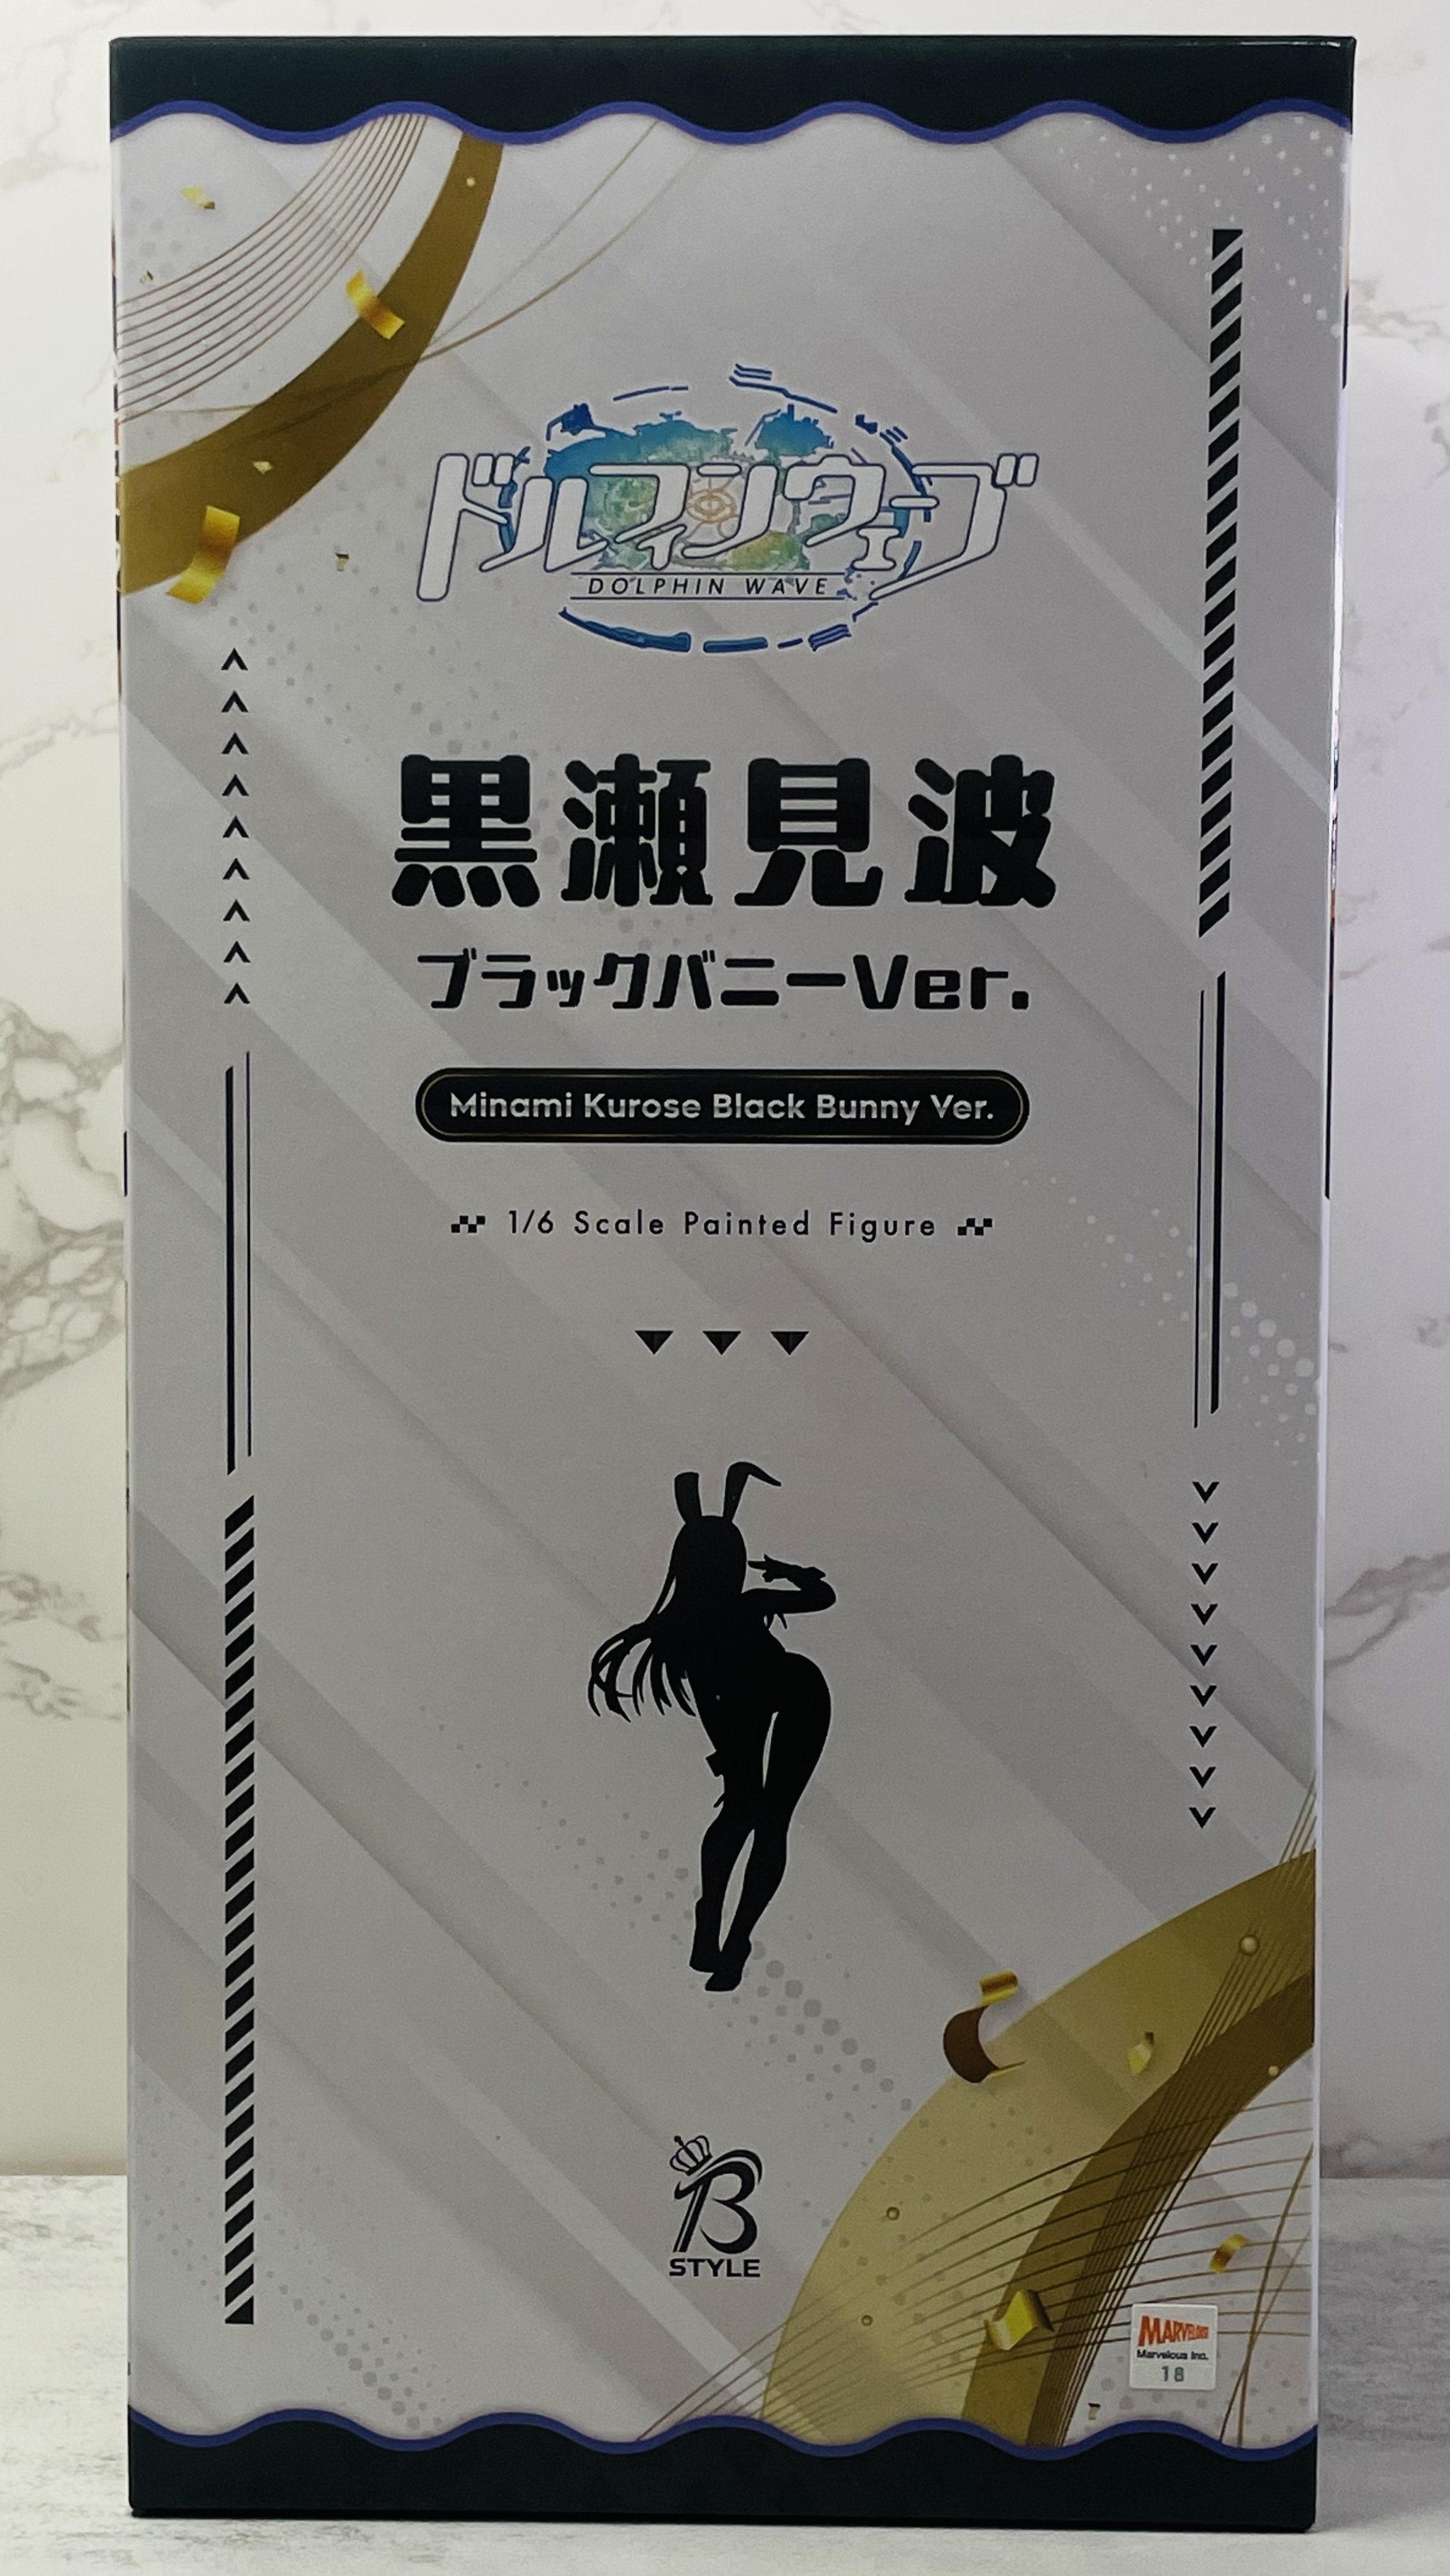 ドルフィンウェーブ
DOLPHIN WAVE
黒瀬見波
ブラックバニーVer.
Minami Kurose Black Bunny Ver.
1/6 Scale Painted Figure
B
STYLE
MARVELOUS
Marvelous Inc.
18